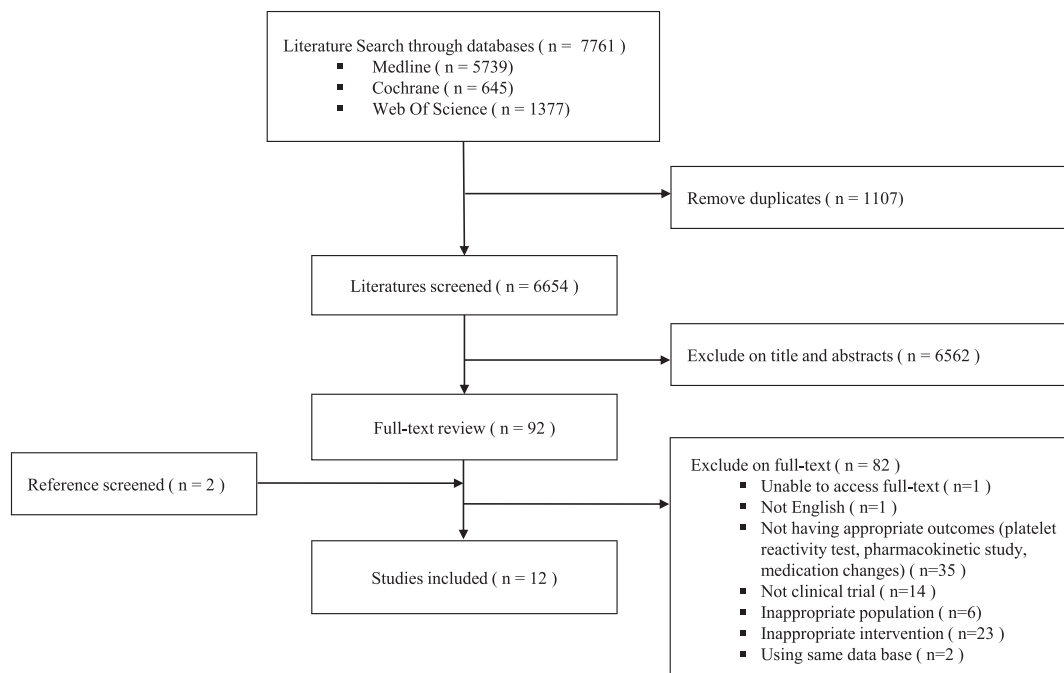 Literature Search through databases ( n = 7761 )
▪ Medline ( n = 5739)
▪ Cochrane ( n = 645)
▪ Web Of Science ( n = 1377)
Remove duplicates ( n = 1107)
Literatures screened ( n = 6654 )
Exclude on title and abstracts ( n = 6562 )
Full-text review ( n = 92 )
Reference screened ( n = 2 )
Exclude on full-text ( n = 82 )
▪ Unable to access full-text ( n=1 )
▪ Not English ( n=1 )
▪ Not having appropriate outcomes (platelet
reactivity test, pharmacokinetic study,
medication changes) ( n=35 )
▪ Not clinical trial ( n=14 )
▪ Inappropriate population ( n=6)
▪ Inappropriate intervention ( n=23 )
▪ Using same data base ( n=2 )
Studies included ( n = 12 )